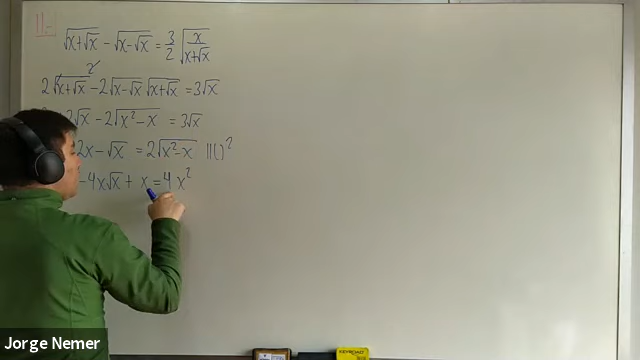 11.-
√(x+√x) - √(x-√x) = 3/2 √(x/(x+√x))
2√(x+√x)² - 2√(x-√x) √(x+√x) = 3√x
2√x - 2√(x²-x) = 3√x
2x - √x = 2√(x²-x) ||()²
-4x√x + x = 4x²
Jorge Nemer